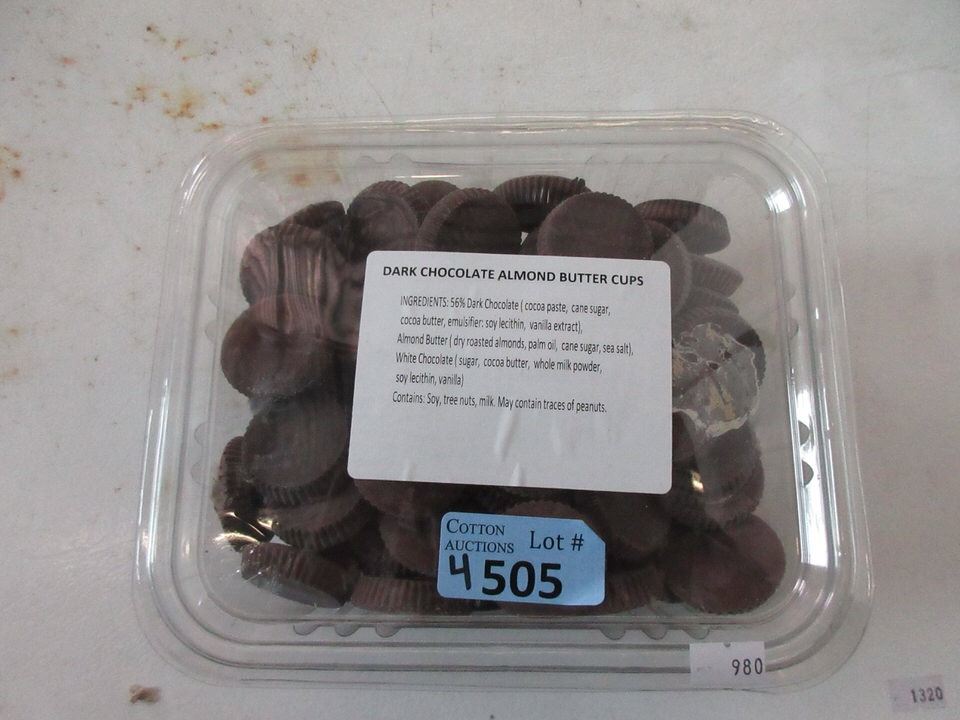 DARK CHOCOLATE ALMOND BUTTER CUPS
INGREDIENTS: 56% Dark Chocolate ( cocoa paste, cane sugar,
cocoa butter, emulsifier: soy lecithin, vanilla extract),
Almond Butter ( dry roasted almonds, palm oil, cane sugar, sea salt),
White Chocolate ( sugar, cocoa butter, whole milk powder,
soy lecithin, vanilla)
Contains: Soy, tree nuts, milk. May contain traces of peanuts.
COTTON
AUCTIONS Lot #
4 505
980
1320